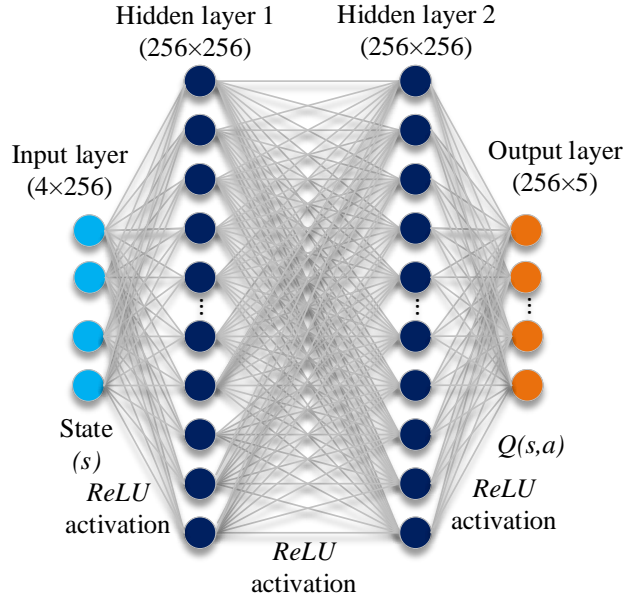 Hidden layer 1
(256×256)
Hidden layer 2
(256×256)
Input layer
(4×256)
Output layer
(256×5)
State
(s)
ReLU
activation
ReLU
activation
Q(s,a)
ReLU
activation